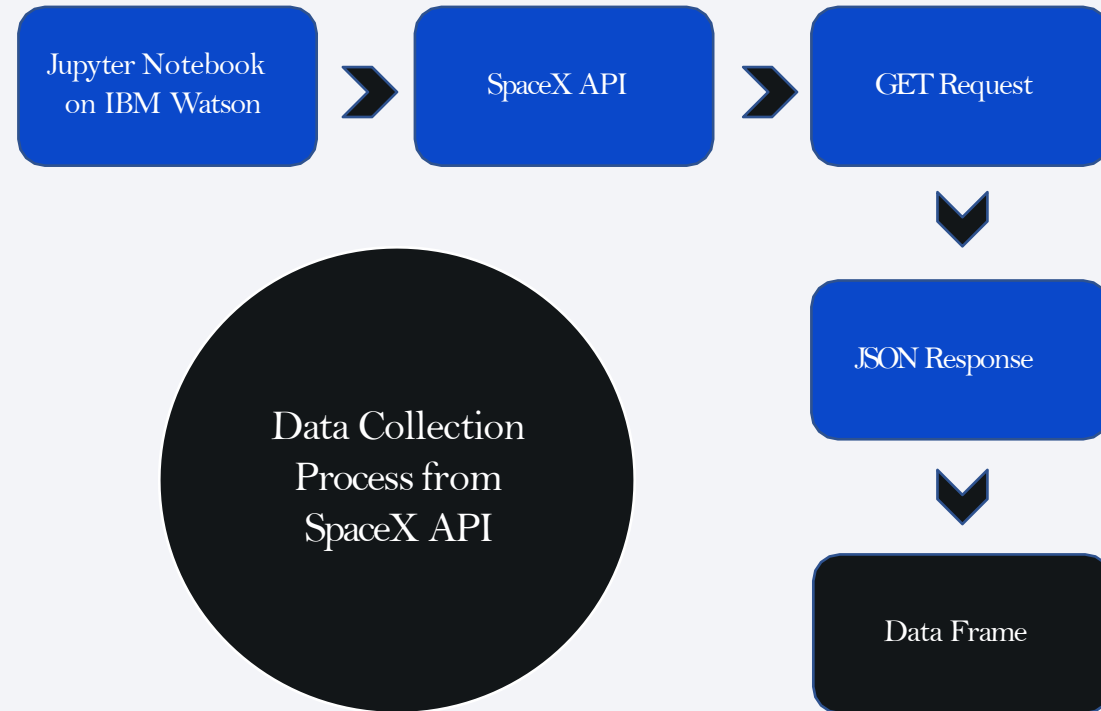 Jupyter Notebook
on IBM Watson
SpaceX API
GET Request
JSON Response
Data Collection
Process from
SpaceX API
Data Frame